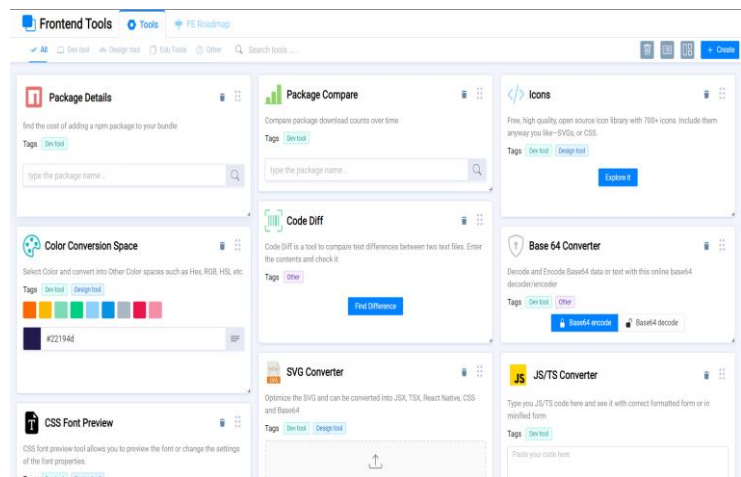 Frontend Tools
Tools
FE Roadmap
All
Dev tool
Design tool
Edu Tools
Other
Search tools ....
+ Create
Package Details
find the cost of adding a npm package to your bundle
Tags Dev tool
type the package name ..
Package Compare
Compare package download counts over time
Tags Dev tool
type the package name ..
</> Icons
Free, high quality, open source icon library with 700+ icons. Include them
anyway you like—SVGs, or CSS.
Tags Dev tool Design tool
Explore it
Color Conversion Space
Select Color and convert into Other Color spaces such as Hex, RGB, HSL etc
Tags Dev tool Design tool
#22194d
Code Diff
Code Diff is a tool to compare text differences between two text files. Enter
the contents and check it
Tags Other
Find Difference
Base 64 Converter
Decode and Encode Base64 data or text with this online base64
decoder/encoder
Tags Dev tool Other
Base64 encode
Base64 decode
CSS Font Preview
CSS font preview tool allows you to preview the font or change the settings
of the font properties.
SVG
SVG Converter
Optimize the SVG and can be converted into JSX, TSX, React Native, CSS
and Base64
Tags Dev tool Design tool
JS
JS/TS Converter
Type you JS/TS code here and see it with correct formatted form or in
minified form
Tags Dev tool
Paste your code here